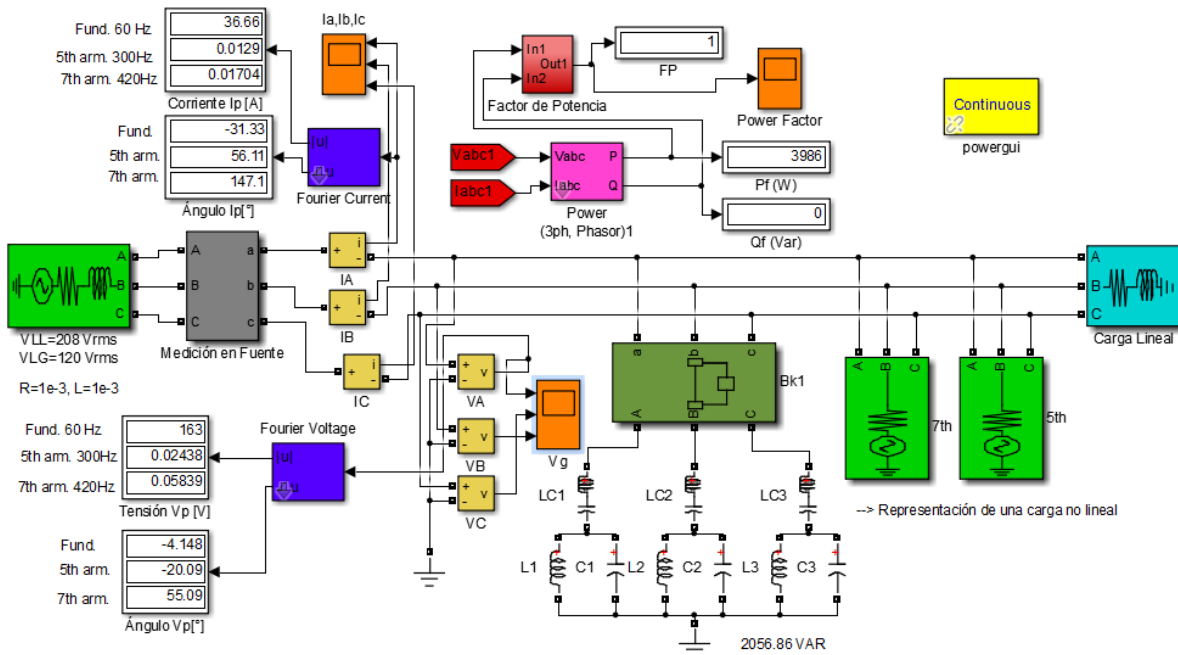 Fund. 60 Hz
36.66
5th arm. 300Hz
0.0129
7th arm. 420Hz
0.01704
Corriente Ip [A]
Fund.
-31.33
5th arm.
56.11
7th arm.
147.1
Ángulo Ip[°]
|u|
u
Fourier Current
Ia,Ib,Ic
In1
In2
Out1
Factor de Potencia
1
FP
Power Factor
Continuous
powergui
Vabc1
Iabc1
Vabc
Iabc
P
Q
Power
(3ph, Phasor)1
3986
Pf (W)
0
Qf (Var)
A
B
C
VLL=208 Vrms
VLG=120 Vrms
R=1e-3, L=1e-3
A
B
C
a
b
c
Medición en Fuente
+
-
i
IA
+
-
i
IB
+
-
i
IC
Fund. 60 Hz
163
5th arm. 300Hz
0.02438
7th arm. 420Hz
0.05839
Tensión Vp [V]
Fund.
-4.148
5th arm.
-20.09
7th arm.
55.09
Ángulo Vp[°]
Fourier Voltage
|u|
u
+
-
v
VA
+
-
v
VB
+
-
v
VC
Vg
a
b
c
A
B
C
Bk1
LC1
LC2
LC3
L1
C1
L2
C2
L3
C3
2056.86 VAR
A
B
C
7th
A
B
C
5th
--> Representación de una carga no lineal
A
B
C
Carga Lineal